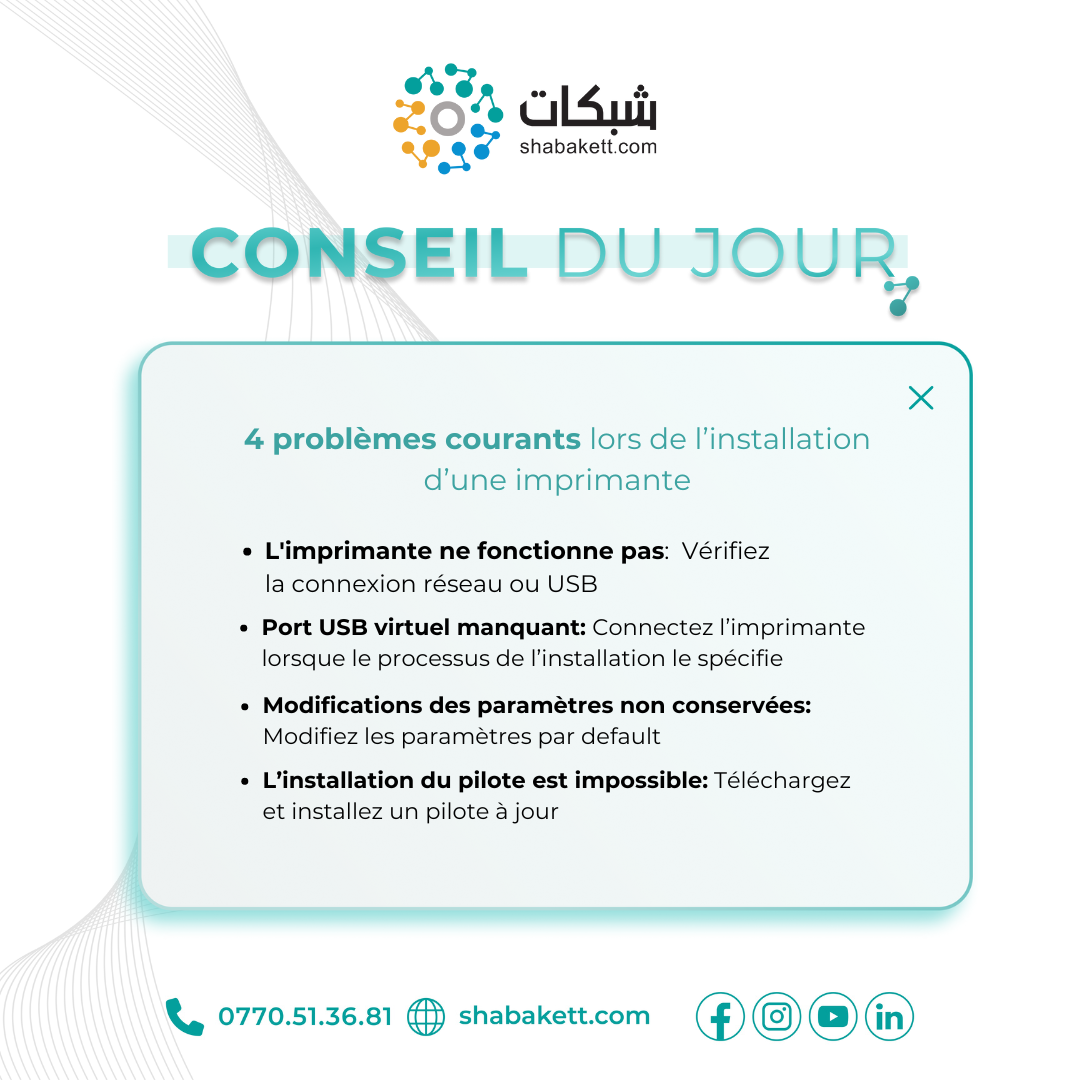 شبكات
shabakett.com
CONSEIL DU JOUR
4 problèmes courants lors de l’installation
d’une imprimante
• L'imprimante ne fonctionne pas:  Vérifiez
la connexion réseau ou USB
• Port USB virtuel manquant: Connectez l’imprimante
lorsque le processus de l’installation le spécifie
• Modifications des paramètres non conservées:
Modifiez les paramètres par default
• L’installation du pilote est impossible: Téléchargez
et installez un pilote à jour
0770.51.36.81 shabakett.com